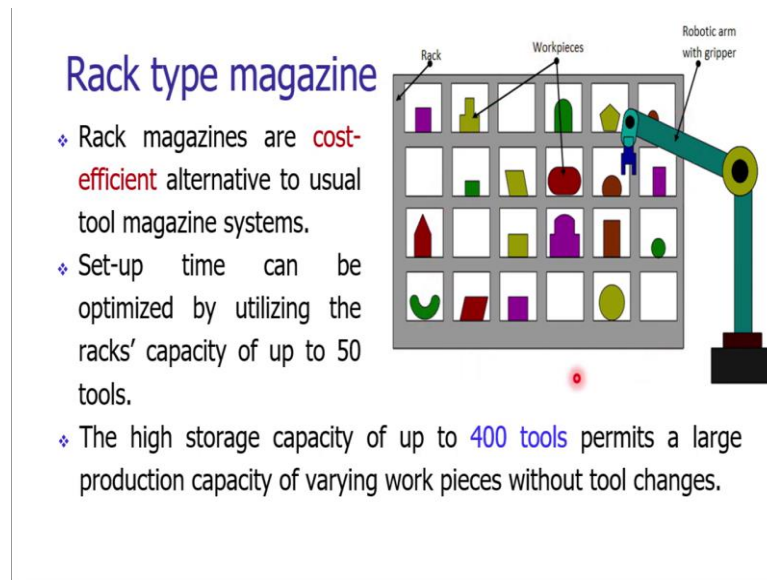 Rack type magazine
❖ Rack magazines are cost-
efficient alternative to usual
tool magazine systems.
❖ Set-up time can be
optimized by utilizing the
racks' capacity of up to 50
tools.
❖ The high storage capacity of up to 400 tools permits a large
production capacity of varying work pieces without tool changes.
Rack
Workpieces
Robotic arm
with gripper